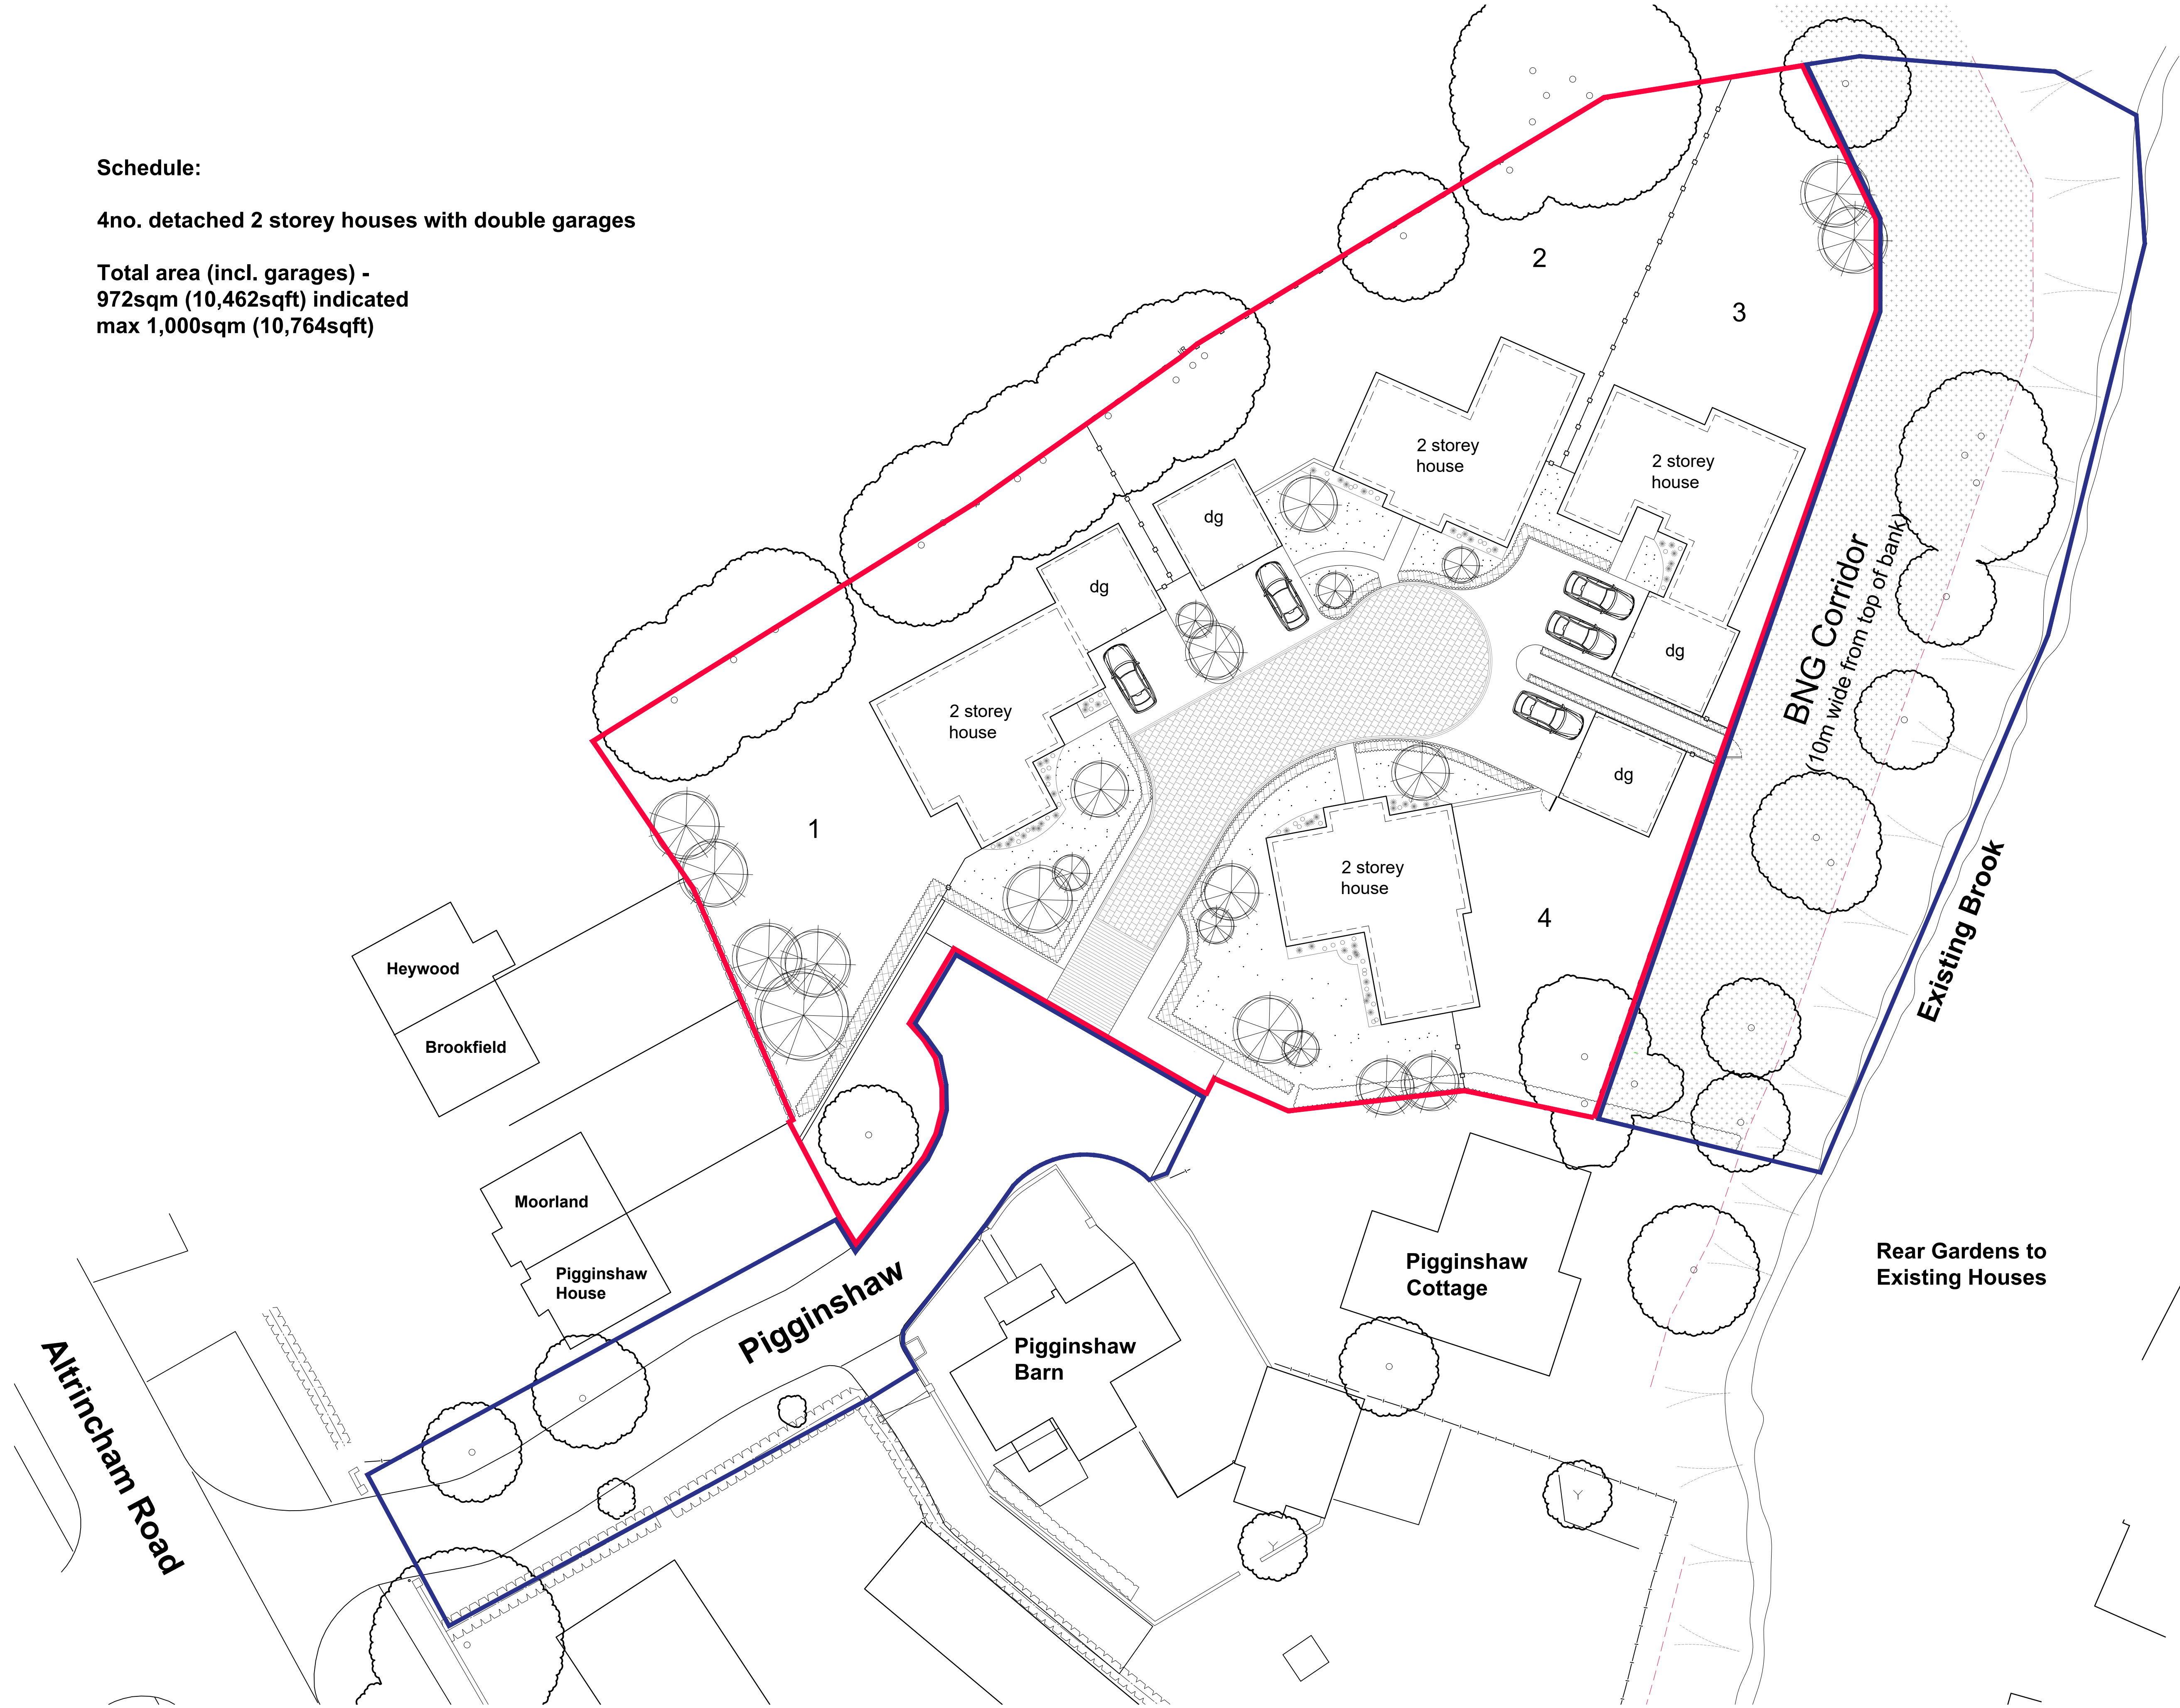 Schedule:
4no. detached 2 storey houses with double garages
Total area (incl. garages) -
972sqm (10,462sqft) indicated
max 1,000sqm (10,764sqft)
2
3
2 storey
house
2 storey
house
dg
dg
2 storey
house
dg
dg
1
2 storey
house
4
BNG Corridor
(10m wide from top of bank)
Existing Brook
Heywood
Brookfield
Moorland
Pigginshaw
House
Pigginshaw
Pigginshaw
Barn
Pigginshaw
Cottage
Rear Gardens to
Existing Houses
Altrincham Road